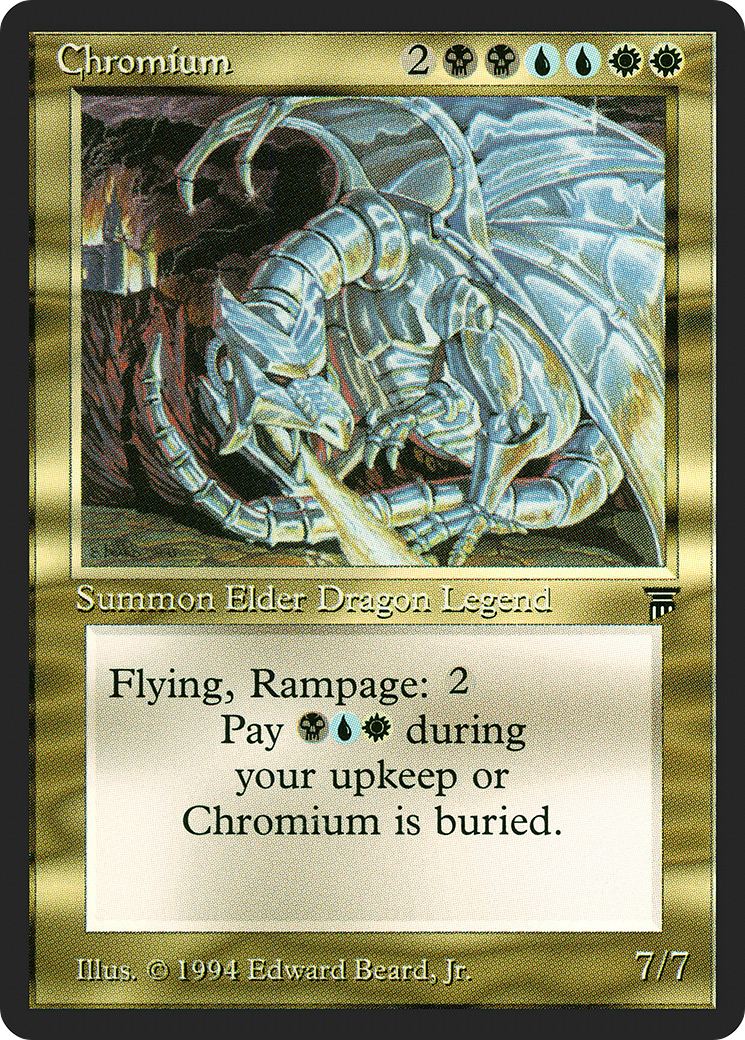 Chromium 2
Summon Elder Dragon Legend
Flying, Rampage: 2
Pay during
your upkeep or
Chromium is buried.
Illus. © 1994 Edward Beard, Jr. 7/7